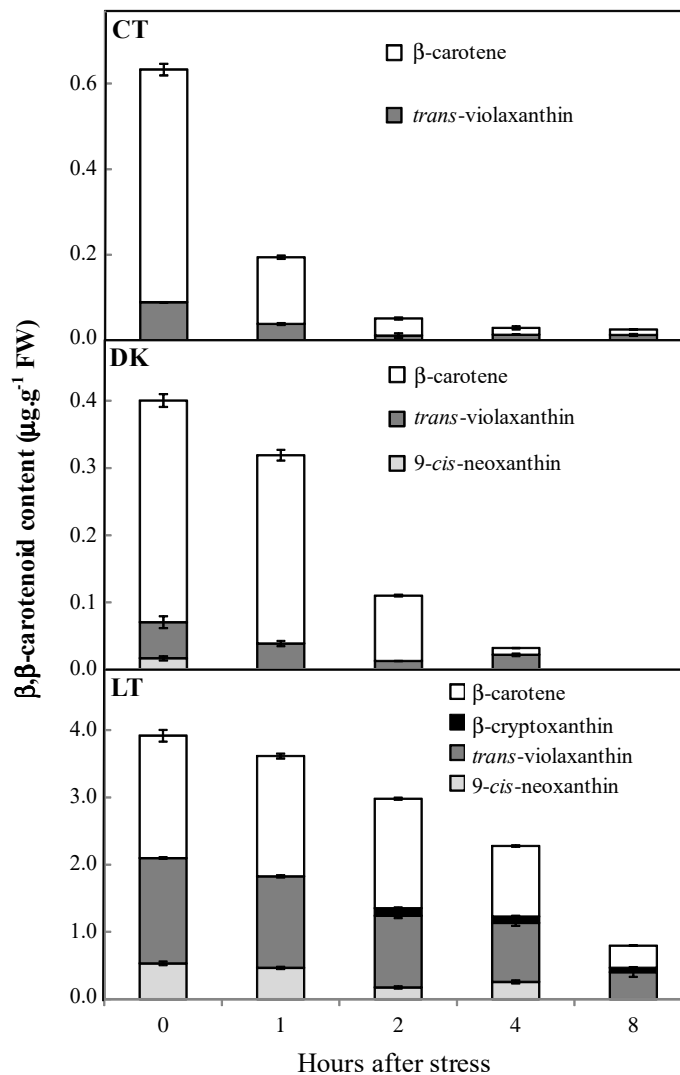 CT
β-carotene
trans-violaxanthin
0.6
0.4
0.2
0.0
DK
β-carotene
trans-violaxanthin
9-cis-neoxanthin
0.4
0.3
0.2
0.1
0.0
LT
β-carotene
β-cryptoxanthin
trans-violaxanthin
9-cis-neoxanthin
4.0
3.0
2.0
1.0
0.0
β,β-carotenoid content (μg.g⁻¹ FW)
0 1 2 4 8
Hours after stress